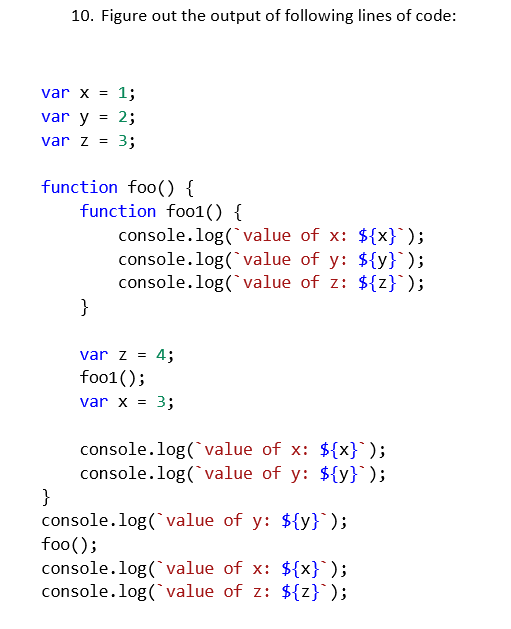 10. Figure out the output of following lines of code:
var x = 1;
var y = 2;
var z = 3;
function foo() {
    function foo1() {
        console.log(`value of x: ${x}`);
        console.log(`value of y: ${y}`);
        console.log(`value of z: ${z}`);
    }
    var z = 4;
    foo1();
    var x = 3;
    console.log(`value of x: ${x}`);
    console.log(`value of y: ${y}`);
}
console.log(`value of y: ${y}`);
foo();
console.log(`value of x: ${x}`);
console.log(`value of z: ${z}`);